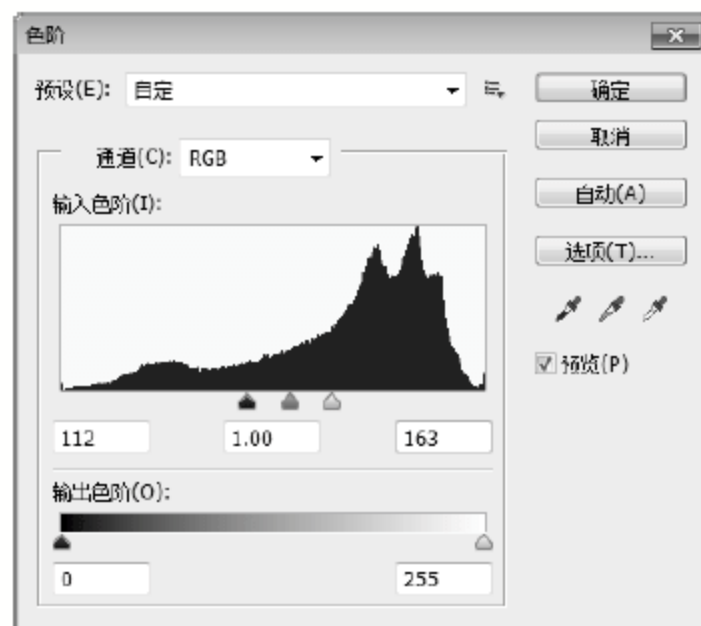 色阶
预设(E): 自定
确定
取消
通道(C): RGB
自动(A)
输入色阶(I):
选项(T)...
预览(P)
112 1.00 163
输出色阶(O):
0 255